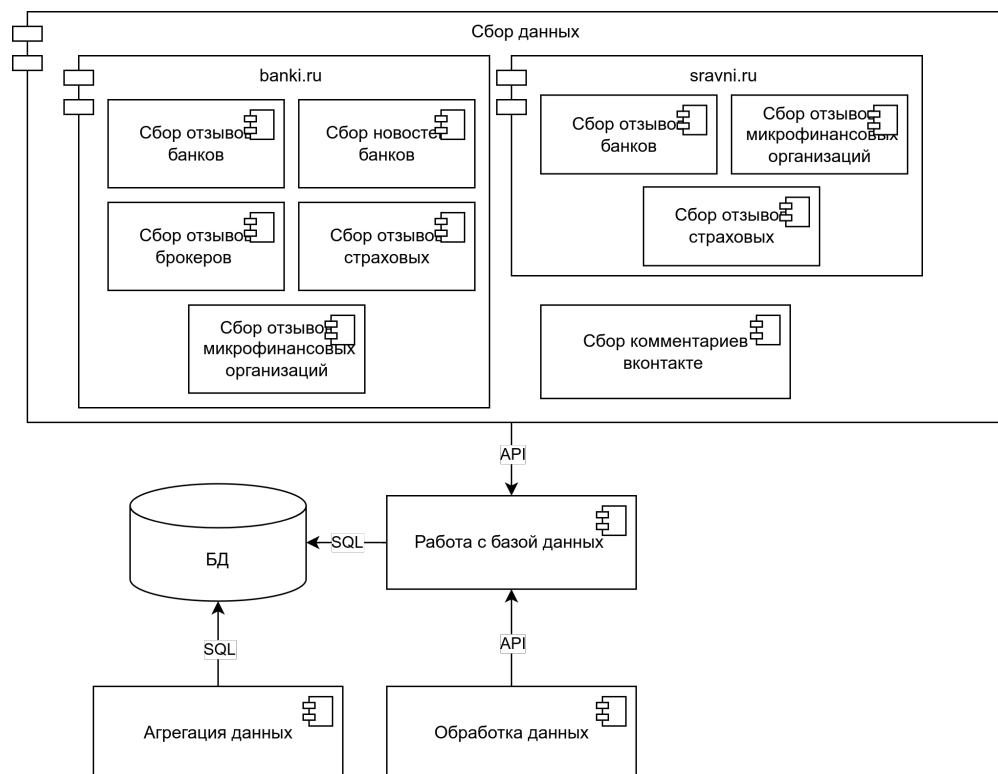 Сбор данных
banki.ru
Сбор отзывов
банков
Сбор новостей
банков
Сбор отзывов
брокеров
Сбор отзывов
страховых
Сбор отзывов
микрофинансовых
организаций
sravni.ru
Сбор отзывов
банков
Сбор отзывов
микрофинансовых
организаций
Сбор отзывов
страховых
Сбор комментариев
вконтакте
API
БД
SQL
Работа с базой данных
SQL
API
Агрегация данных
Обработка данных